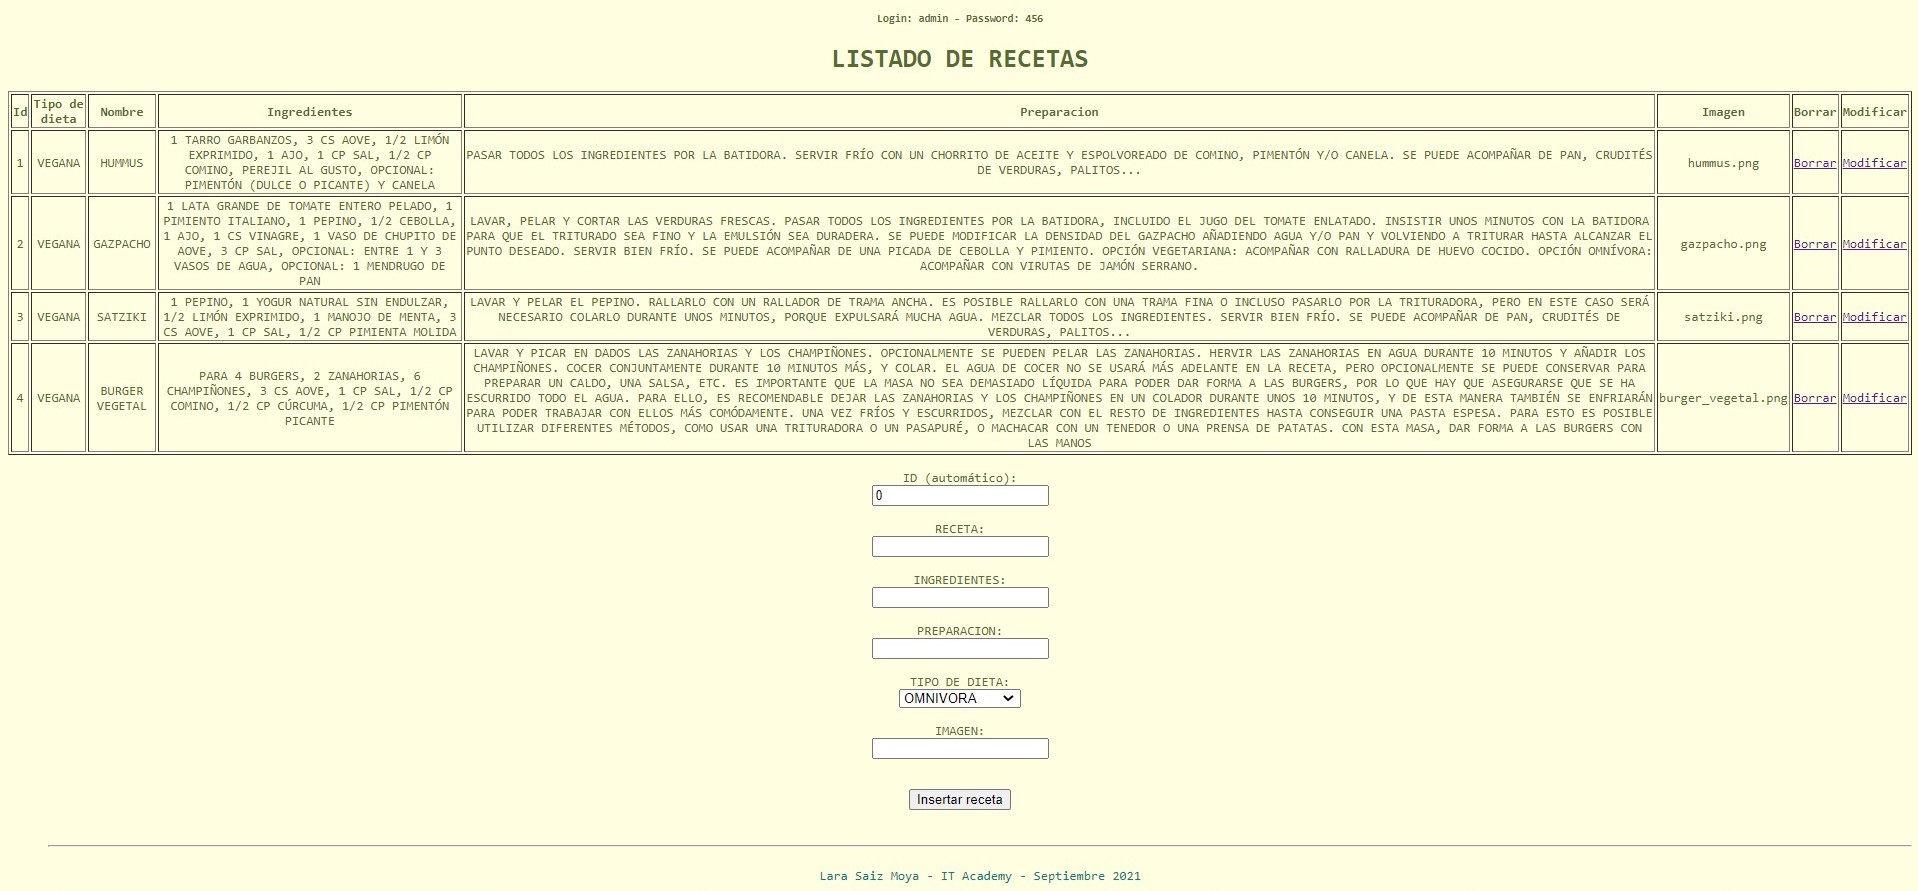 Login: admin - Password: 456
LISTADO DE RECETAS
Id
Tipo de
dieta
Nombre
Ingredientes
Preparacion
Imagen
Borrar
Modificar
1
VEGANA
HUMMUS
1 TARRO GARBANZOS, 3 CS AOVE, 1/2 LIMÓN
EXPRIMIDO, 1 AJO, 1 CP SAL, 1/2 CP
COMINO, PEREJIL AL GUSTO, OPCIONAL:
PIMENTÓN (DULCE O PICANTE) Y CANELA
PASAR TODOS LOS INGREDIENTES POR LA BATIDORA. SERVIR FRÍO CON UN CHORRITO DE ACEITE Y ESPOLVOREADO DE COMINO, PIMENTÓN Y/O CANELA. SE PUEDE ACOMPAÑAR DE PAN, CRUDITÉS
DE VERDURAS, PALITOS...
hummus.png
Borrar
Modificar
2
VEGANA
GAZPACHO
1 LATA GRANDE DE TOMATE ENTERO PELADO, 1
PIMIENTO ITALIANO, 1 PEPINO, 1/2 CEBOLLA,
1 AJO, 1 CS VINAGRE, 1 VASO DE CHUPITO DE
AOVE, 3 CP SAL, OPCIONAL: ENTRE 1 Y 3
VASOS DE AGUA, OPCIONAL: 1 MENDRUGO DE
PAN
LAVAR, PELAR Y CORTAR LAS VERDURAS FRESCAS. PASAR TODOS LOS INGREDIENTES POR LA BATIDORA, INCLUIDO EL JUGO DEL TOMATE ENLATADO. INSISTIR UNOS MINUTOS CON LA BATIDORA
PARA QUE EL TRITURADO SEA FINO Y LA EMULSIÓN SEA DURADERA. SE PUEDE MODIFICAR LA DENSIDAD DEL GAZPACHO AÑADIENDO AGUA Y/O PAN Y VOLVIENDO A TRITURAR HASTA ALCANZAR EL
PUNTO DESEADO. SERVIR BIEN FRÍO. SE PUEDE ACOMPAÑAR DE UNA PICADA DE CEBOLLA Y PIMIENTO. OPCIÓN VEGETARIANA: ACOMPAÑAR CON RALLADURA DE HUEVO COCIDO. OPCIÓN OMNÍVORA:
ACOMPAÑAR CON VIRUTAS DE JAMÓN SERRANO.
gazpacho.png
Borrar
Modificar
3
VEGANA
SATZIKI
1 PEPINO, 1 YOGUR NATURAL SIN ENDULZAR,
1/2 LIMÓN EXPRIMIDO, 1 MANOJO DE MENTA, 3
CS AOVE, 1 CP SAL, 1/2 CP PIMIENTA MOLIDA
LAVAR Y PELAR EL PEPINO. RALLARLO CON UN RALLADOR DE TRAMA ANCHA. ES POSIBLE RALLARLO CON UNA TRAMA FINA O INCLUSO PASARLO POR LA TRITURADORA, PERO EN ESTE CASO SERÁ
NECESARIO COLARLO DURANTE UNOS MINUTOS, PORQUE EXPULSARÁ MUCHA AGUA. MEZCLAR TODOS LOS INGREDIENTES. SERVIR BIEN FRÍO. SE PUEDE ACOMPAÑAR DE PAN, CRUDITÉS DE
VERDURAS, PALITOS...
satziki.png
Borrar
Modificar
4
VEGANA
BURGER
VEGETAL
PARA 4 BURGERS, 2 ZANAHORIAS, 6
CHAMPIÑONES, 3 CS AOVE, 1 CP SAL, 1/2 CP
COMINO, 1/2 CP CÚRCUMA, 1/2 CP PIMENTÓN
PICANTE
LAVAR Y PICAR EN DADOS LAS ZANAHORIAS Y LOS CHAMPIÑONES. OPCIONALMENTE SE PUEDEN PELAR LAS ZANAHORIAS. HERVIR LAS ZANAHORIAS EN AGUA DURANTE 10 MINUTOS Y AÑADIR LOS
CHAMPIÑONES. COCER CONJUNTAMENTE DURANTE 10 MINUTOS MÁS, Y COLAR. EL AGUA DE COCER NO SE USARÁ MÁS ADELANTE EN LA RECETA, PERO OPCIONALMENTE SE PUEDE CONSERVAR PARA
PREPARAR UN CALDO, UNA SALSA, ETC. ES IMPORTANTE QUE LA MASA NO SEA DEMASIADO LÍQUIDA PARA PODER DAR FORMA A LAS BURGERS, POR LO QUE HAY QUE ASEGURARSE QUE SE HA
ESCURRIDO TODO EL AGUA. PARA ELLO, ES RECOMENDABLE DEJAR LAS ZANAHORIAS Y LOS CHAMPIÑONES EN UN COLADOR DURANTE UNOS 10 MINUTOS, Y DE ESTA MANERA TAMBIÉN SE ENFRIARÁN
PARA PODER TRABAJAR CON ELLOS MÁS COMÓDAMENTE. UNA VEZ FRÍOS Y ESCURRIDOS, MEZCLAR CON EL RESTO DE INGREDIENTES HASTA CONSEGUIR UNA PASTA ESPESA. PARA ESTO ES POSIBLE
UTILIZAR DIFERENTES MÉTODOS, COMO USAR UNA TRITURADORA O UN PASAPURÉ, O MACHACAR CON UN TENEDOR O UNA PRENSA DE PATATAS. CON ESTA MASA, DAR FORMA A LAS BURGERS CON
LAS MANOS
burger_vegetal.png
Borrar
Modificar
ID (automático):
0
RECETA:
INGREDIENTES:
PREPARACION:
TIPO DE DIETA:
OMNIVORA
IMAGEN:
Insertar receta
Lara Saiz Moya - IT Academy - Septiembre 2021